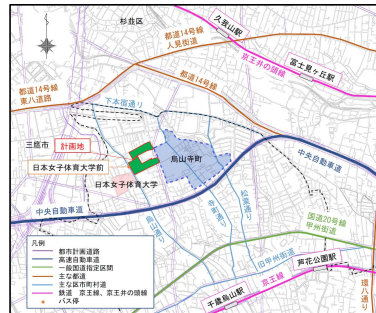 杉並区
久我山駅
都道14号線
人見街道
富士見ヶ丘駅
京王井の頭線
都道14号線
東八道路
都道14号線
下本宿通り
三鷹市
計画地
烏山寺町
日本女子体育大学前
日本女子体育大学
中央自動車道
中央自動車道
烏山通り
寺町通り
松葉通り
国道20号線
甲州街道
旧甲州街道
芦花公園駅
京王線
千歳烏山駅
環八通り
凡例
都市計画道路
高速自動車道
一般国道指定区間
主な都道
主な区市町村道
鉄道 京王線、京王井の頭線
バス停